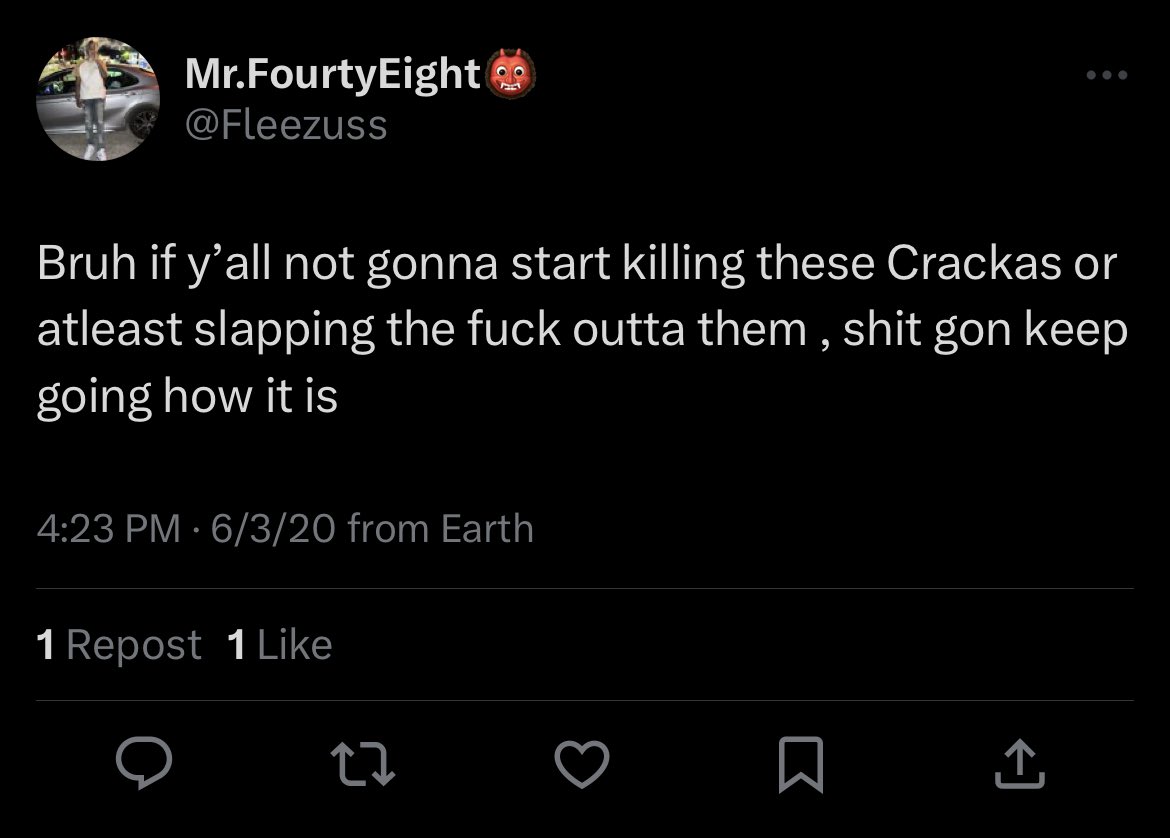 Mr.FourtyEight👹
@Fleezuss
Bruh if y’all not gonna start killing these Crackas or
atleast slapping the fuck outta them , shit gon keep
going how it is
4:23 PM · 6/3/20 from Earth
1 Repost 1 Like